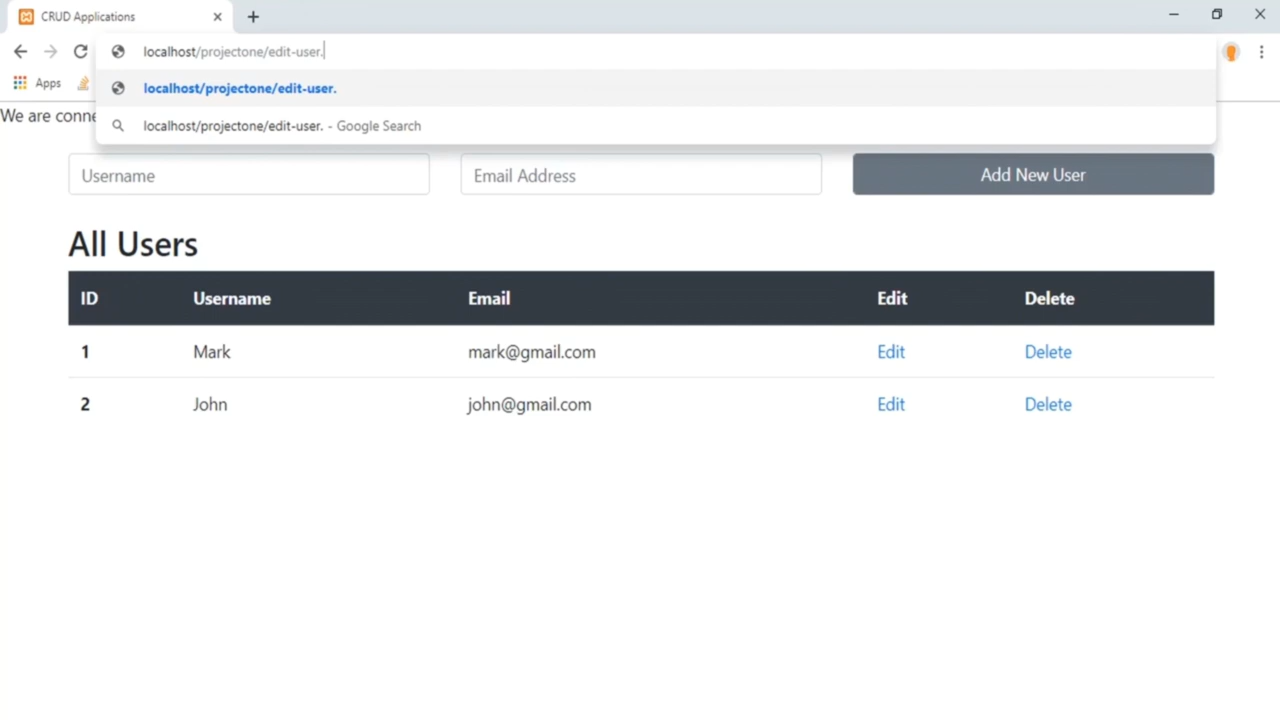 CRUD Applications
localhost/projectone/edit-user.
Apps
localhost/projectone/edit-user.
We are conne
localhost/projectone/edit-user. - Google Search
Username
Email Address
Add New User
All Users
ID Username Email Edit Delete
1 Mark mark@gmail.com Edit Delete
2 John john@gmail.com Edit Delete